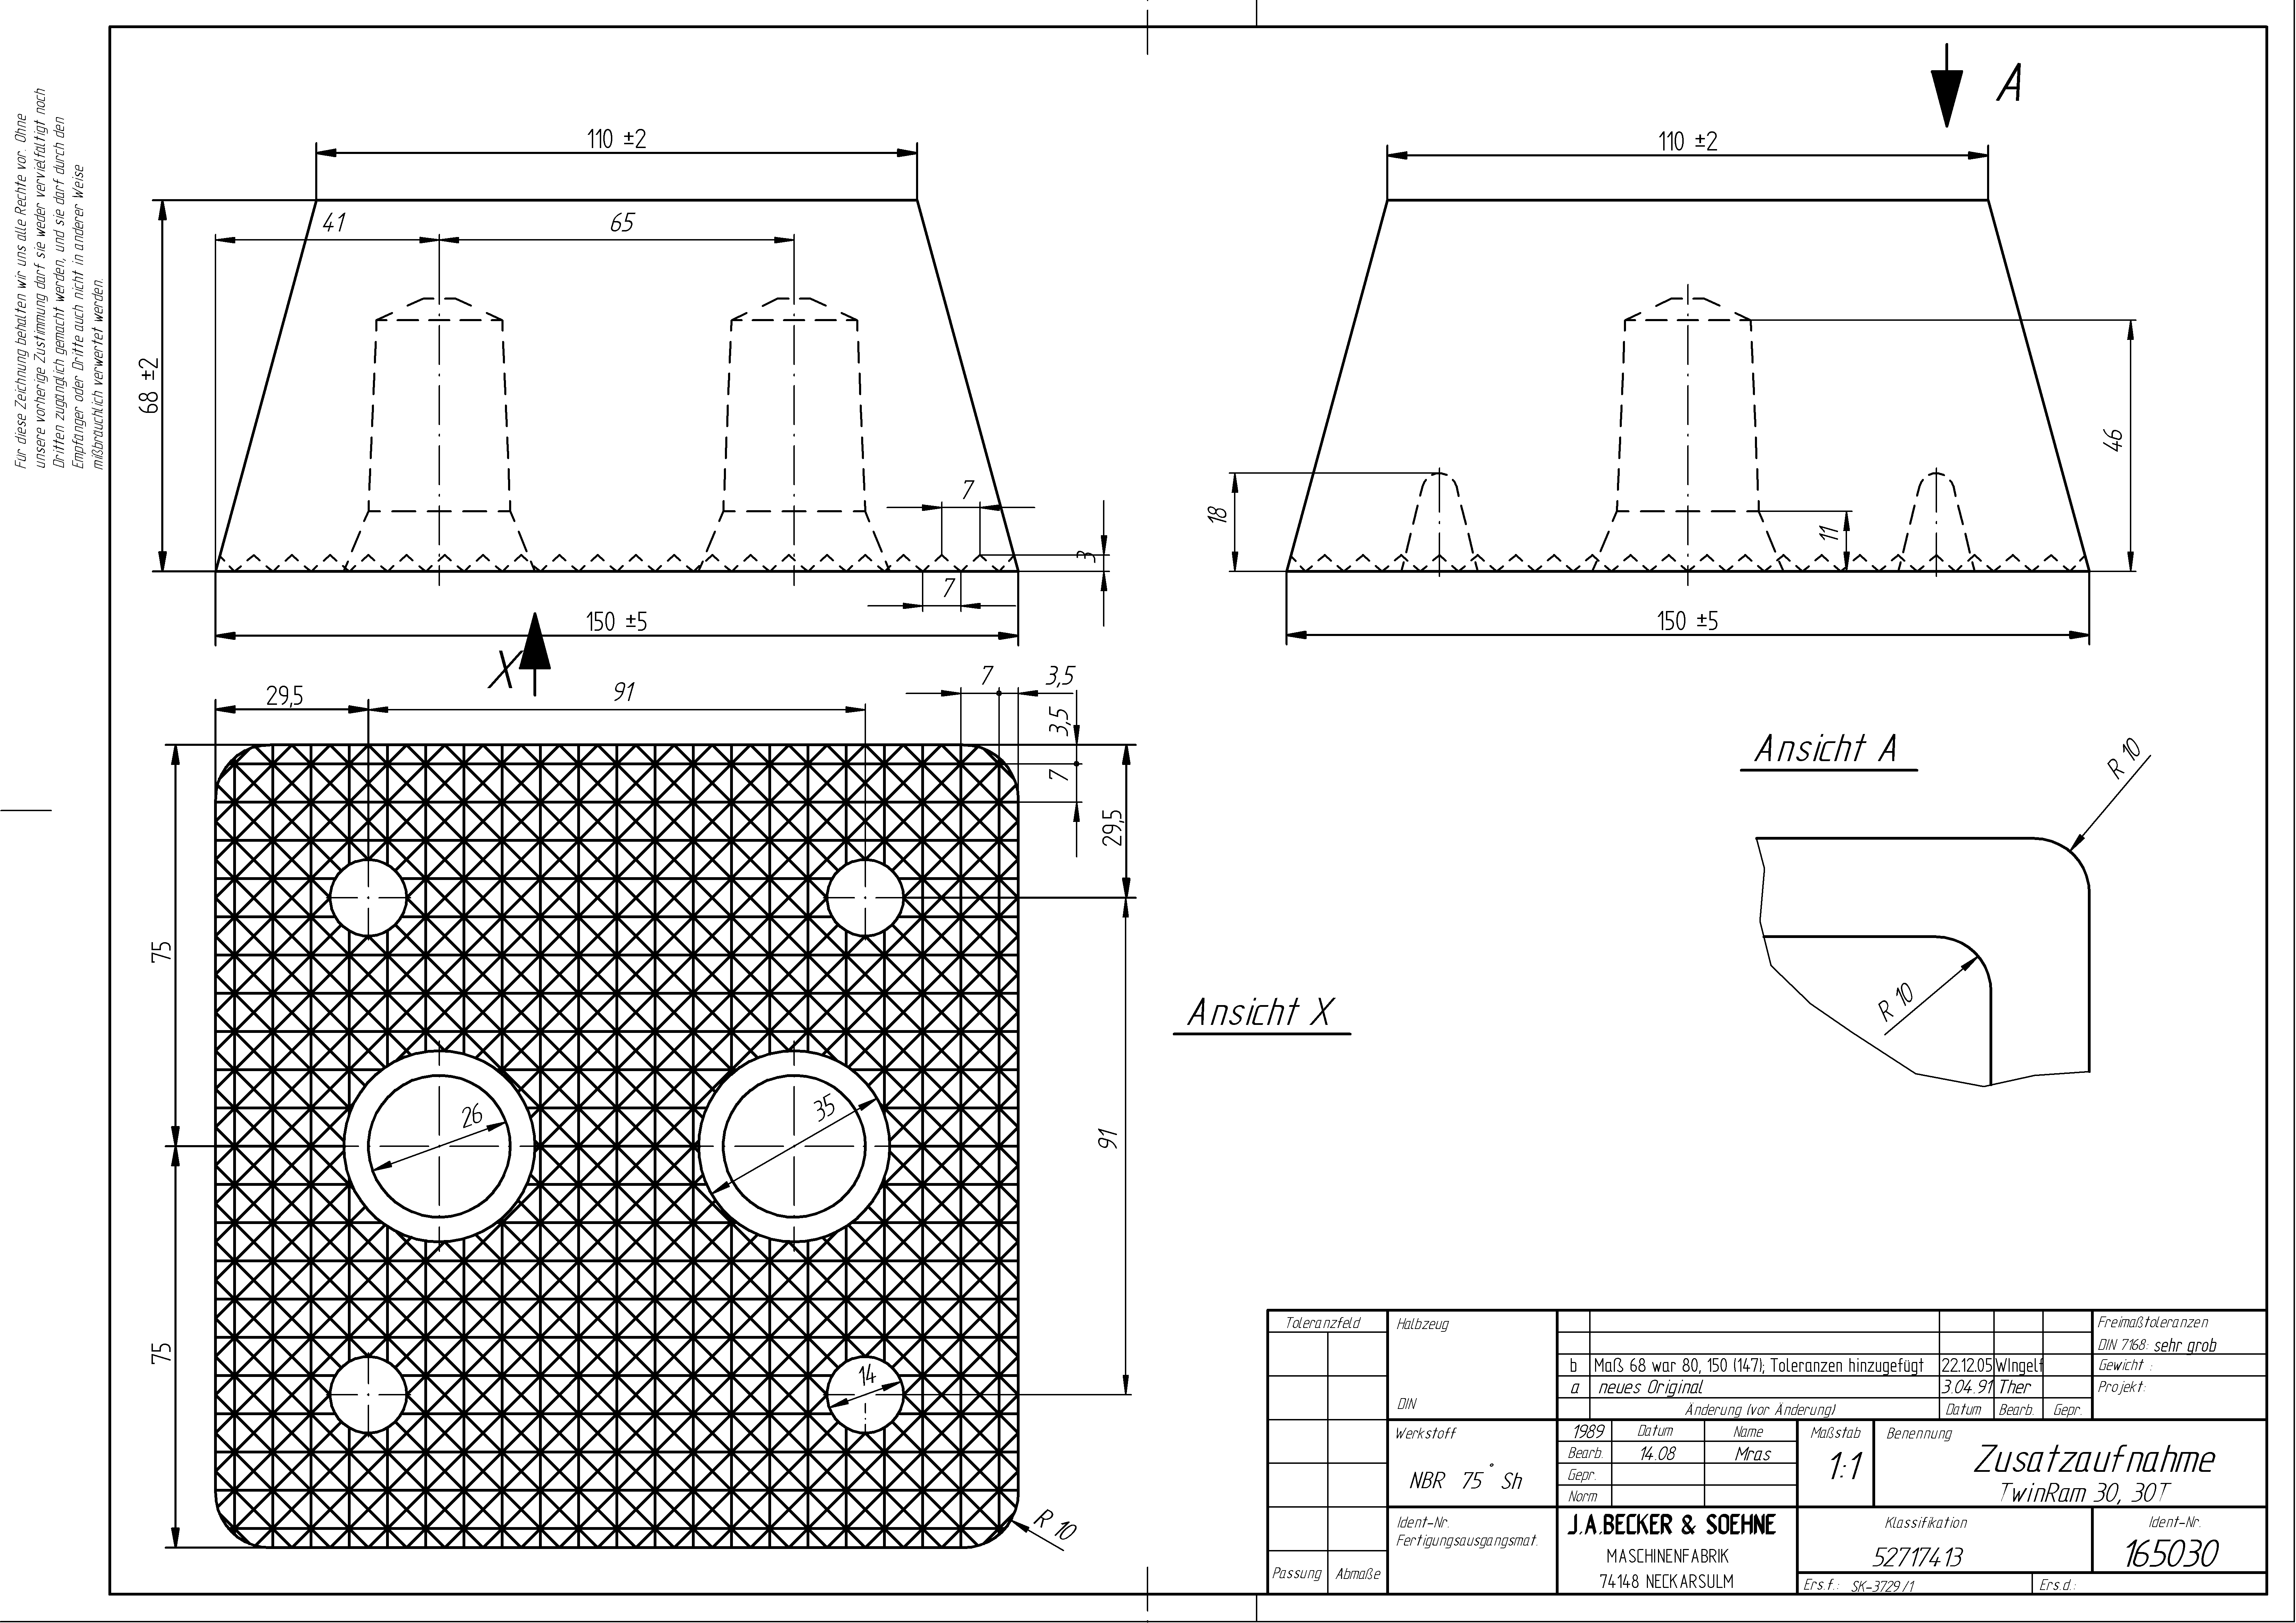 Für diese Zeichnung behalten wir uns alle Rechte vor. Ohne
unsere vorherige Zustimmung darf sie weder vervielfältigt noch
Dritten zugänglich gemacht werden, und sie darf durch den
Empfänger oder Dritte auch nicht in anderer Weise
mißbräuchlich verwertet werden.
A
110 ±2
110 ±2
41
65
68 ±2
46
7
18
11
3
7
150 ±5
150 ±5
X
29,5
91
7
3,5
3,5
7
29,5
Ansicht A
R 10
R 10
75
Ansicht X
26
35
91
75
14
R 10
Toleranzfeld
Passung
Abmaße
Halbzeug
DIN
Werkstoff
NBR 75° Sh
Ident-Nr.
Fertigungsausgangsmat.
b Maß 68 war 80, 150 (147); Toleranzen hinzugefügt 22.12.05 WIngelf
a neues Original 3.04.91 Ther
Änderung (vor Änderung) Datum Bearb. Gepr.
Freimaßtoleranzen
DIN 7168: sehr grob
Gewicht :
Projekt:
1989 Datum Name
Bearb. 14.08 Mras
Gepr.
Norm
Maßstab
1:1
Benennung
Zusatzaufnahme
TwinRam 30, 30T
J.A.BECKER & SOEHNE
MASCHINENFABRIK
74148 NECKARSULM
Klassifikation
52717413
Ident-Nr.
165030
Ers.f.: SK-3729/1
Ers.d.: